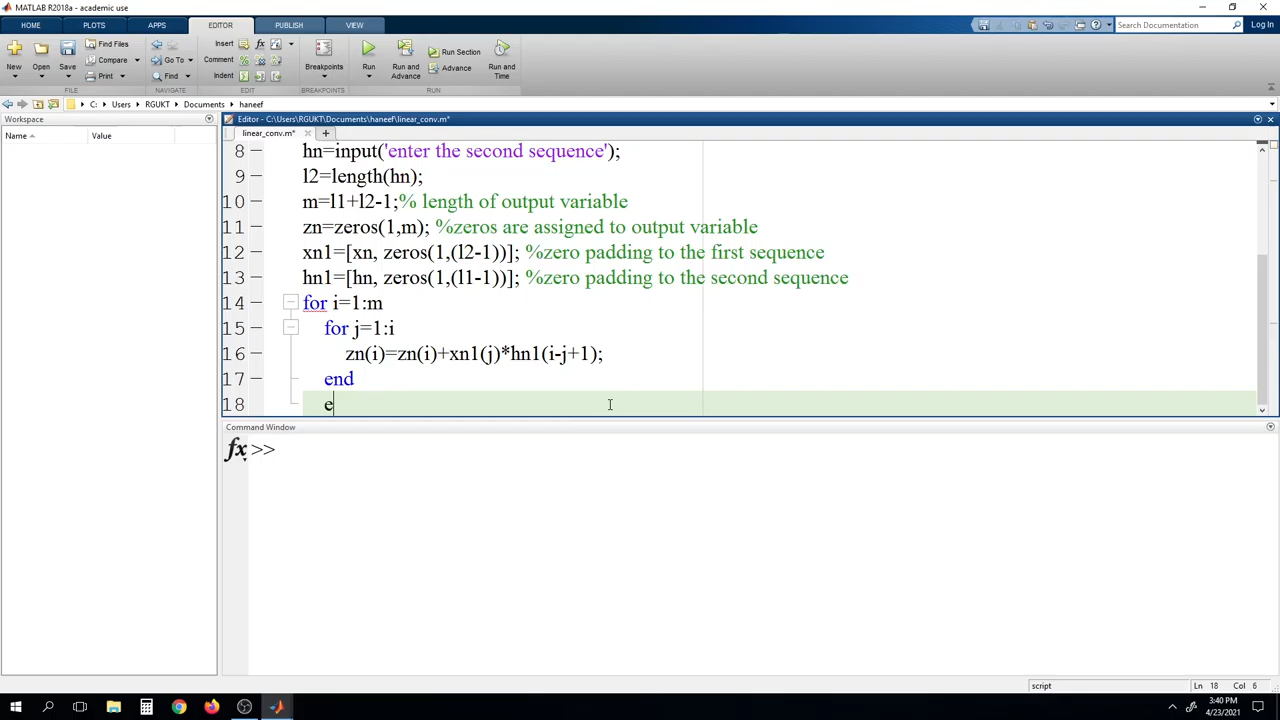 MATLAB R2018a - academic use
HOME PLOTS APPS EDITOR PUBLISH VIEW Search Documentation Log In
New Open Save Find Files Compare Print Go To Find Insert Comment Indent fx Breakpoints Run Run and Advance Run Section Advance Run and Time
FILE NAVIGATE EDIT BREAKPOINTS RUN
C: Users RGUKT Documents haneef
Workspace
Name Value
Editor - C:\Users\RGUKT\Documents\haneef\linear_conv.m*
linear_conv.m*
8 hn=input('enter the second sequence');
9 l2=length(hn);
10 m=l1+l2-1;% length of output variable
11 zn=zeros(1,m); %zeros are assigned to output variable
12 xn1=[xn, zeros(1,(l2-1))]; %zero padding to the first sequence
13 hn1=[hn, zeros(1,(l1-1))]; %zero padding to the second sequence
14 for i=1:m
15 for j=1:i
16 zn(i)=zn(i)+xn1(j)*hn1(i-j+1);
17 end
18 e
Command Window
fx >>
script Ln 18 Col 6
3:40 PM
4/23/2021